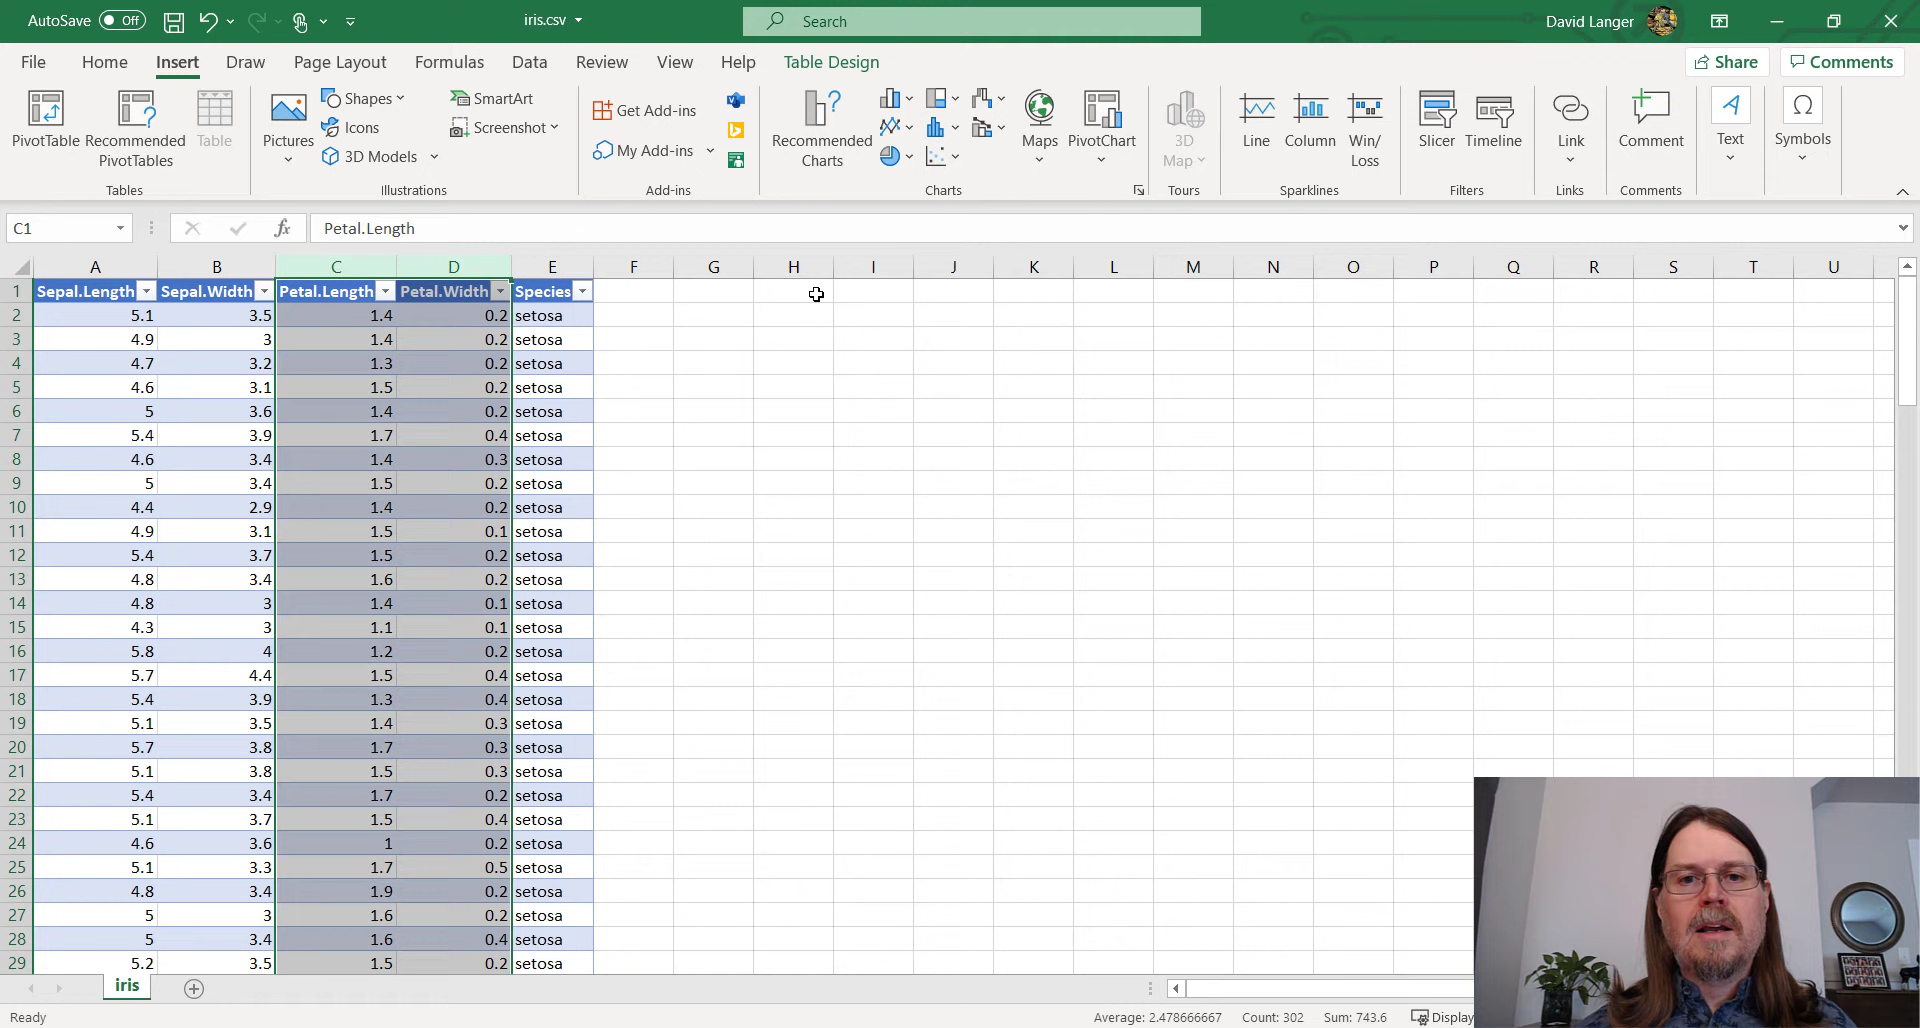 AutoSave Off iris.csv Search David Langer
File Home Insert Draw Page Layout Formulas Data Review View Help Table Design Share Comments
PivotTable Recommended PivotTables Table
Tables
Pictures Shapes Icons 3D Models SmartArt Screenshot
Illustrations
Get Add-ins
My Add-ins
Add-ins
Recommended Charts Maps PivotChart
Charts
3D Map
Tours
Line Column Win/Loss
Sparklines
Slicer Timeline
Filters
Link
Links
Comment
Comments
Text
Symbols
C1 fx Petal.Length
A B C D E F G H I J K L M N O P Q R S T U
1 Sepal.Length Sepal.Width Petal.Length Petal.Width Species
2 5.1 3.5 1.4 0.2 setosa
3 4.9 3 1.4 0.2 setosa
4 4.7 3.2 1.3 0.2 setosa
5 4.6 3.1 1.5 0.2 setosa
6 5 3.6 1.4 0.2 setosa
7 5.4 3.9 1.7 0.4 setosa
8 4.6 3.4 1.4 0.3 setosa
9 5 3.4 1.5 0.2 setosa
10 4.4 2.9 1.4 0.2 setosa
11 4.9 3.1 1.5 0.1 setosa
12 5.4 3.7 1.5 0.2 setosa
13 4.8 3.4 1.6 0.2 setosa
14 4.8 3 1.4 0.1 setosa
15 4.3 3 1.1 0.1 setosa
16 5.8 4 1.2 0.2 setosa
17 5.7 4.4 1.5 0.4 setosa
18 5.4 3.9 1.3 0.4 setosa
19 5.1 3.5 1.4 0.3 setosa
20 5.7 3.8 1.7 0.3 setosa
21 5.1 3.8 1.5 0.3 setosa
22 5.4 3.4 1.7 0.2 setosa
23 5.1 3.7 1.5 0.4 setosa
24 4.6 3.6 1 0.2 setosa
25 5.1 3.3 1.7 0.5 setosa
26 4.8 3.4 1.9 0.2 setosa
27 5 3 1.6 0.2 setosa
28 5 3.4 1.6 0.4 setosa
29 5.2 3.5 1.5 0.2 setosa
iris
Ready Average: 2.478666667 Count: 302 Sum: 743.6 Display